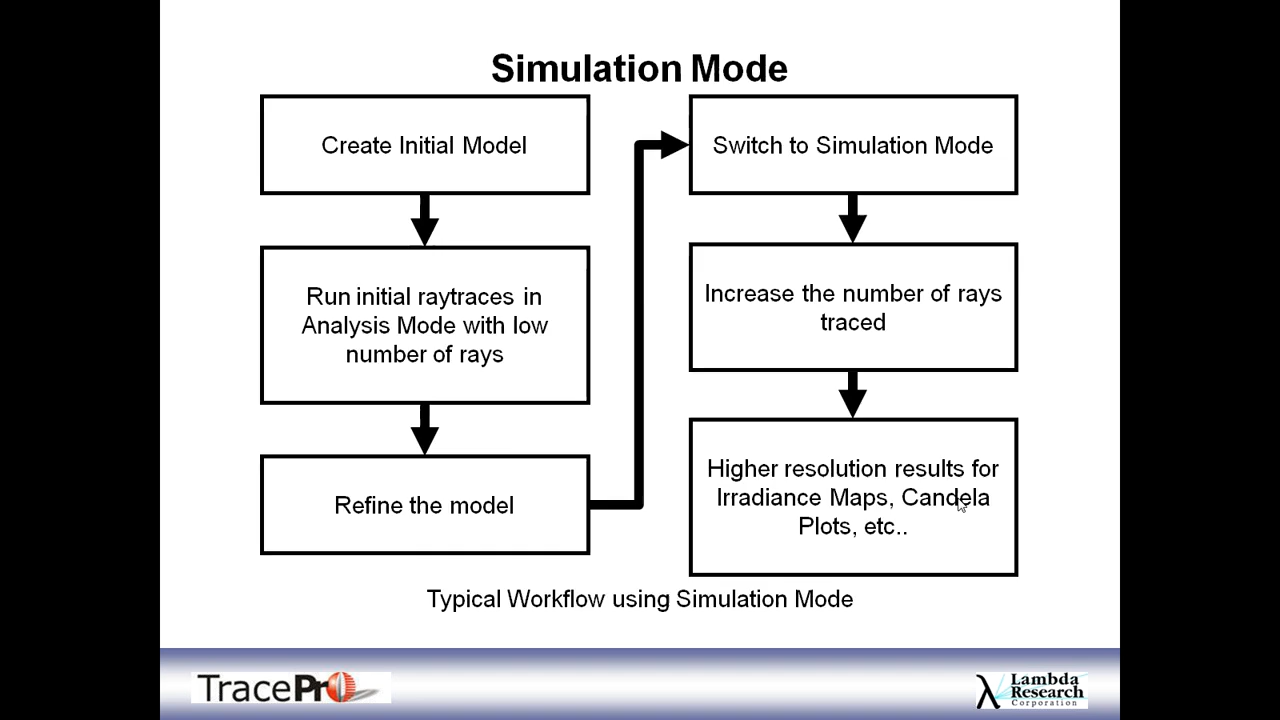 Simulation Mode
Create Initial Model
Run initial raytraces in
Analysis Mode with low
number of rays
Refine the model
Switch to Simulation Mode
Increase the number of rays
traced
Higher resolution results for
Irradiance Maps, Candela
Plots, etc..
Typical Workflow using Simulation Mode
TracePro
λ Lambda
Research
Corporation